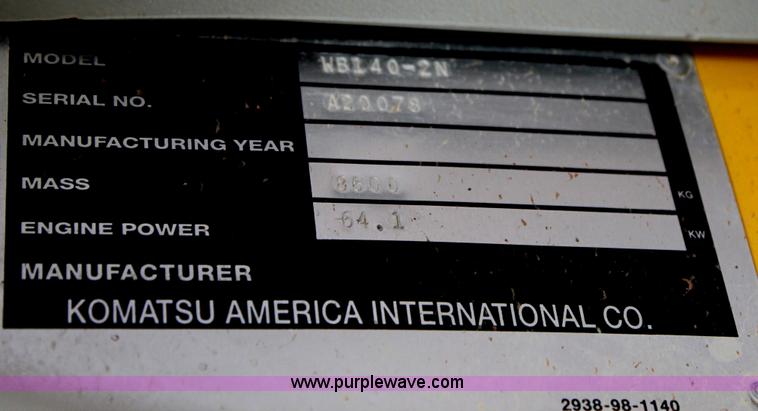 MODEL WB140-2N
SERIAL NO. A20078
MANUFACTURING YEAR
MASS 8600 KG
ENGINE POWER 64.1 KW
MANUFACTURER
KOMATSU AMERICA INTERNATIONAL CO.
www.purplewave.com
2938-98-1140